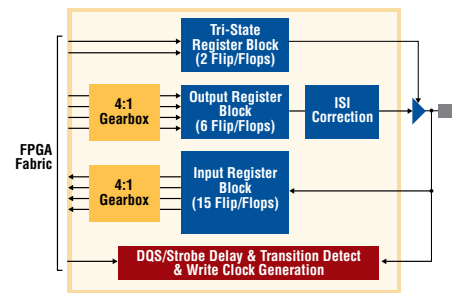 Tri-State
Register Block
(2 Flip/Flops)
4:1
Gearbox
Output Register
Block
(6 Flip/Flops)
ISI
Correction
FPGA
Fabric
4:1
Gearbox
Input Register
Block
(15 Flip/Flops)
DQS/Strobe Delay & Transition Detect
& Write Clock Generation